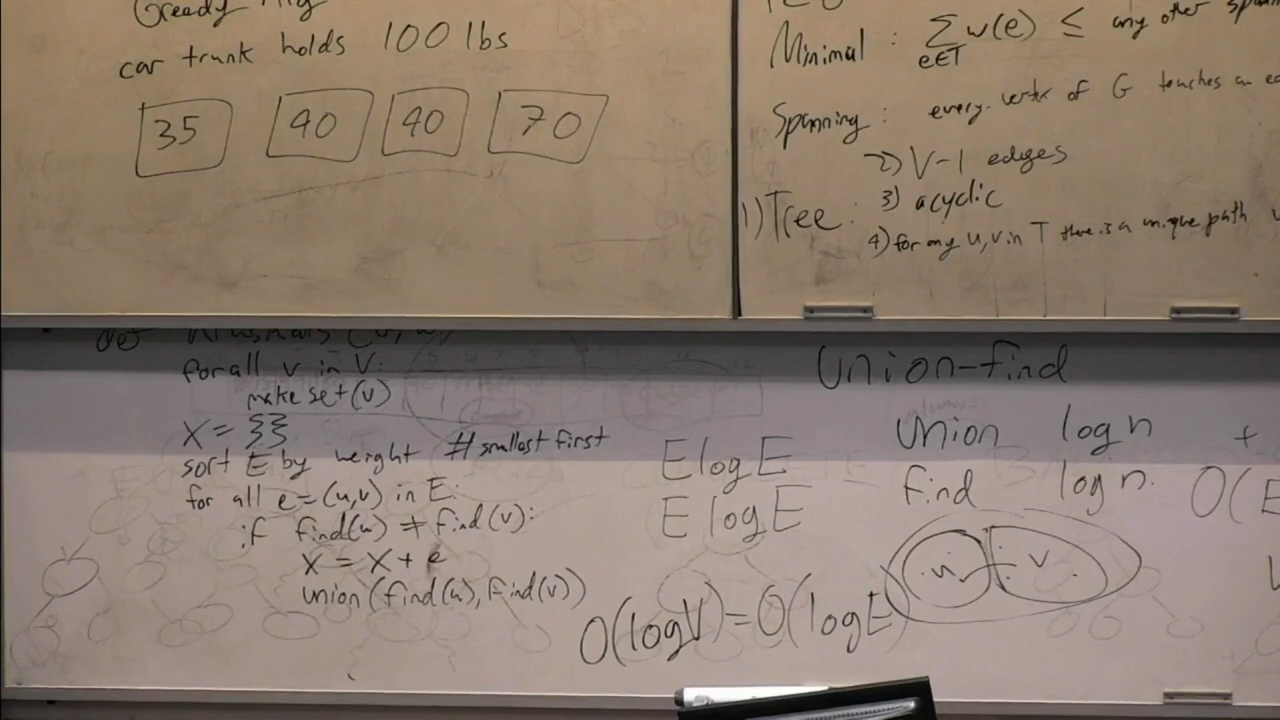 Greedy Alg
car trunk holds 100 lbs
35 40 40 70
Minimal : ∑ w(e) ≤ any other span
e∈T
Spanning : every vertex of G touches an ed
2) V-1 edges
3) acyclic
1) Tree :
4) for any u,v in T there is a unique path
def Kruskals (
for all v in V:
make set (v)
X = {}
sort E by weight # smallest first
for all e = (u,v) in E:
if find(u) ≠ find(v):
X = X + e
union(find(u), find(v))
E log E
E log E
O(log V) = O(log E)
Union-find
Union log n
find log n.
+
O(E
u v